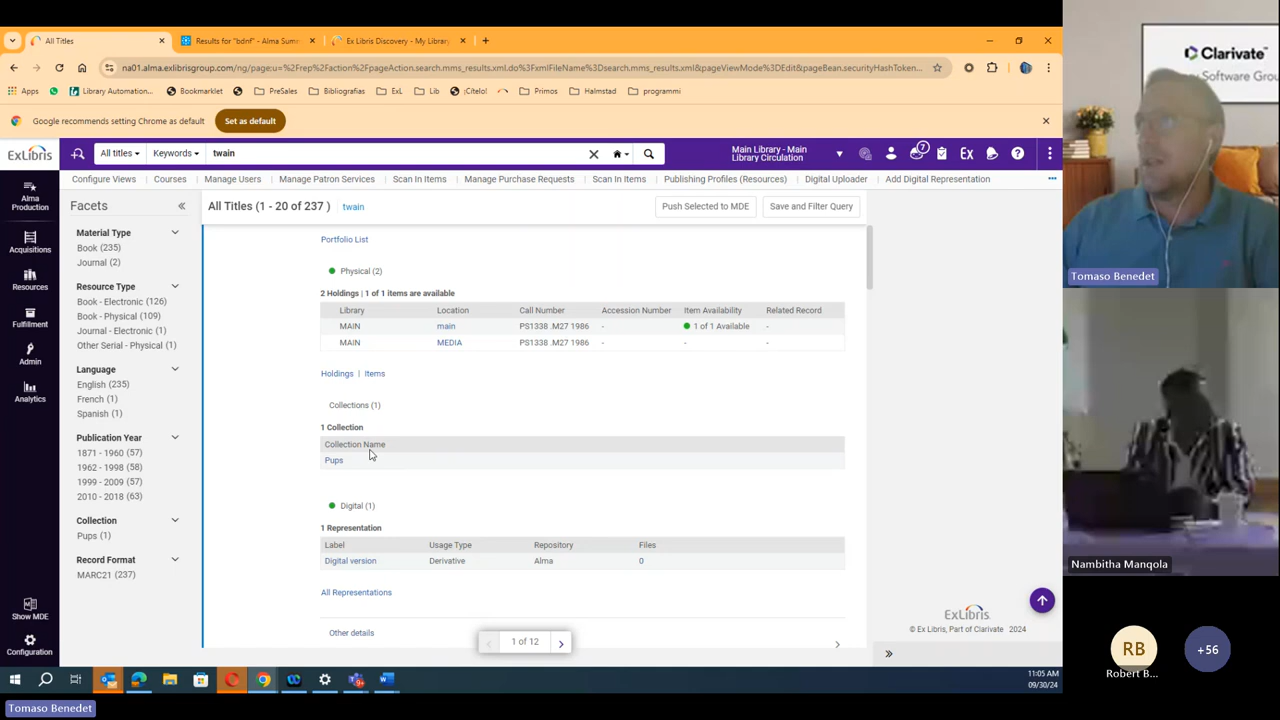 All Titles
Results for "bdnf" - Alma Sum
Ex Libris Discovery - My Library
na01.alma.exlibrisgroup.com/ng/page;u=%2Frep%2Faction%2FpageAction.search.mms_results.xml.do%3FxmlFileName%3Dsearch.mms_results.xml&pageViewMode%3DEdit&pageBean.securityHashToken...
Apps
Library Automation...
Bookmarklet
PreSales
Bibliografias
ExL
Lib
¡Cítelo!
Primos
Halmstad
programmi
Google recommends setting Chrome as default
Set as default
ExLibris
All titles
Keywords
twain
Main Library - Main Library Circulation
7
Ex
Configure Views
Courses
Manage Users
Manage Patron Services
Scan In Items
Manage Purchase Requests
Scan In Items
Publishing Profiles (Resources)
Digital Uploader
Add Digital Representation
Alma Production
Acquisitions
Resources
Fulfillment
Admin
Analytics
Show MDE
Configuration
Facets
Material Type
Book (235)
Journal (2)
Resource Type
Book - Electronic (126)
Book - Physical (109)
Journal - Electronic (1)
Other Serial - Physical (1)
Language
English (235)
French (1)
Spanish (1)
Publication Year
1871 - 1960 (57)
1962 - 1998 (58)
1999 - 2009 (57)
2010 - 2018 (63)
Collection
Pups (1)
Record Format
MARC21 (237)
All Titles (1 - 20 of 237 )
twain
Push Selected to MDE
Save and Filter Query
Portfolio List
Physical (2)
2 Holdings | 1 of 1 items are available
Library Location Call Number Accession Number Item Availability Related Record
MAIN main PS1338 .M27 1986 - 1 of 1 Available -
MAIN MEDIA PS1338 .M27 1986 - - -
Holdings | Items
Collections (1)
1 Collection
Collection Name
Pups
Digital (1)
1 Representation
Label Usage Type Repository Files
Digital version Derivative Alma 0
All Representations
Other details
1 of 12
ExLibris
© Ex Libris, Part of Clarivate 2024
11:05 AM
09/30/24
Tomaso Benedet
Clarivate™
Tomaso Benedet
Nambitha Manqola
RB
Robert B...
+56